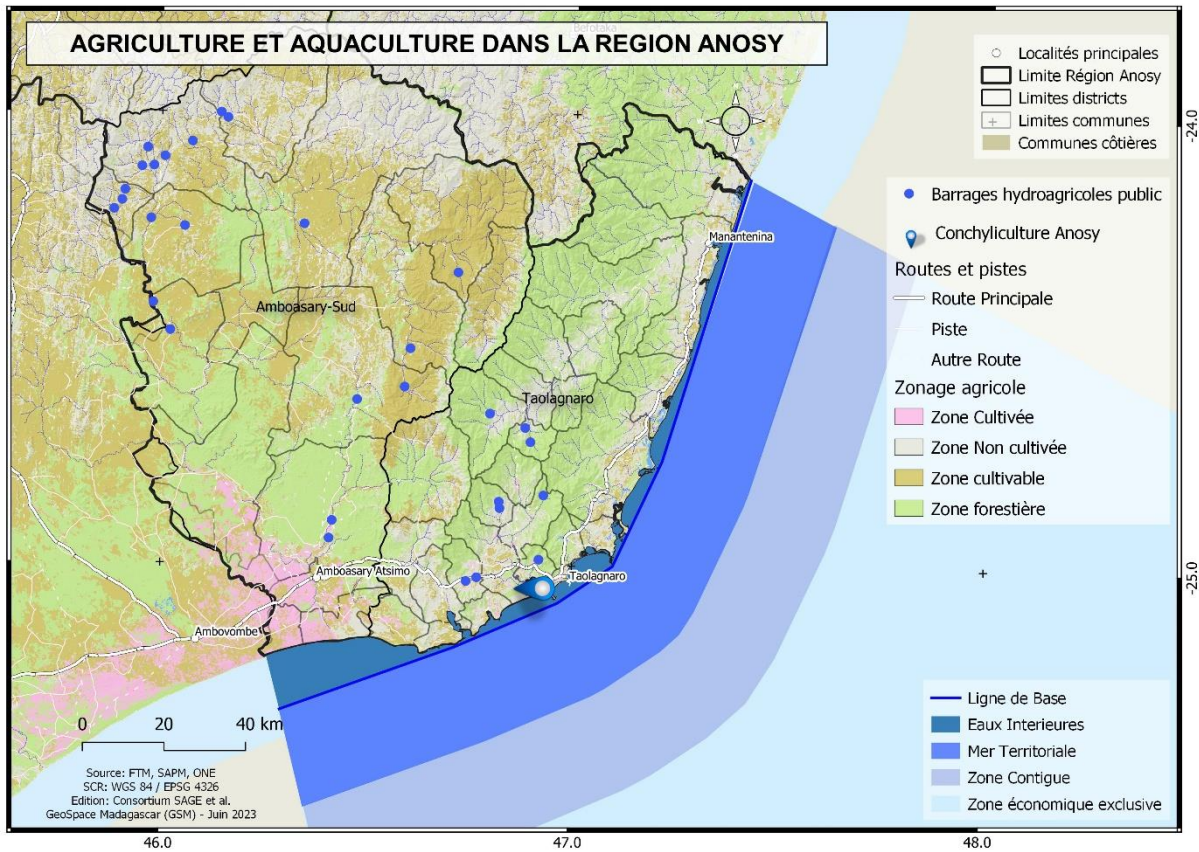 AGRICULTURE ET AQUACULTURE DANS LA REGION ANOSY
Befotaka
Localités principales
Limite Région Anosy
Limites districts
Limites communes
Communes côtières
Barrages hydroagricoles public
Conchyliculture Anosy
Routes et pistes
Route Principale
Piste
Autre Route
Zonage agricole
Zone Cultivée
Zone Non cultivée
Zone cultivable
Zone forestière
Manantenina
Amboasary-Sud
Taolagnaro
Amboasary Atsimo
Taolagnaro
Ambovombe
0 20 40 km
Source: FTM, SAPM, ONE
SCR: WGS 84 / EPSG 4326
Edition: Consortium SAGE et al.
GeoSpace Madagascar (GSM) - Juin 2023
Ligne de Base
Eaux Interieures
Mer Territoriale
Zone Contigue
Zone économique exclusive
-24.0
-25.0
46.0 47.0 48.0